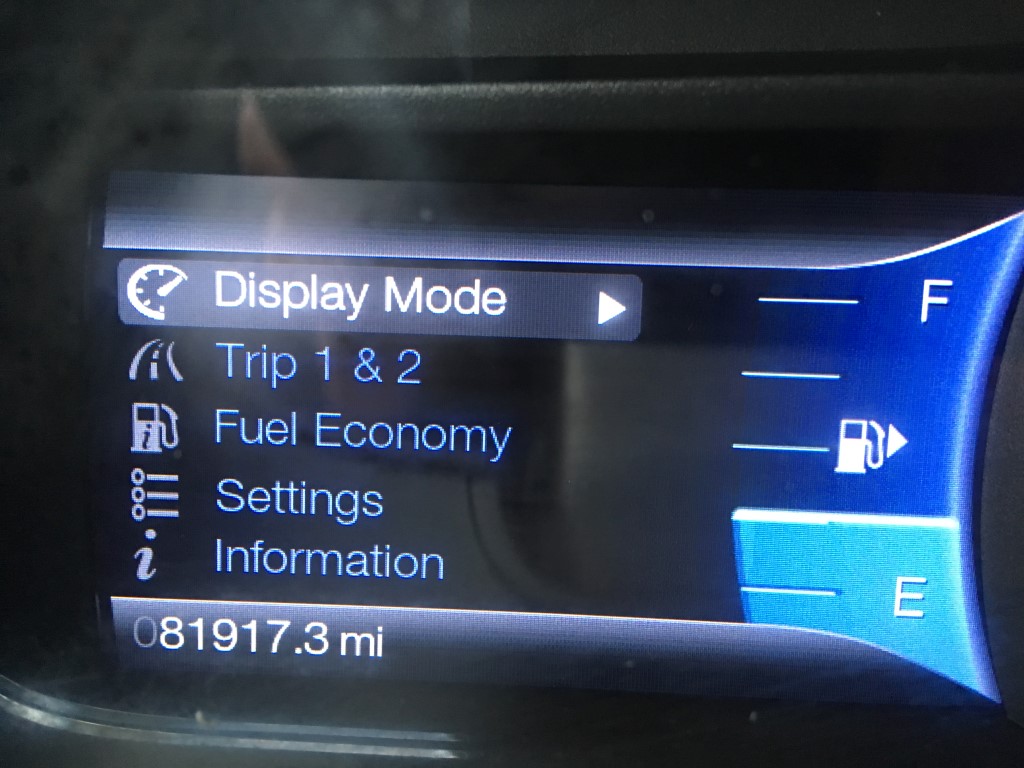 Display Mode
F
Trip 1 & 2
Fuel Economy
Settings
Information
E
081917.3 mi